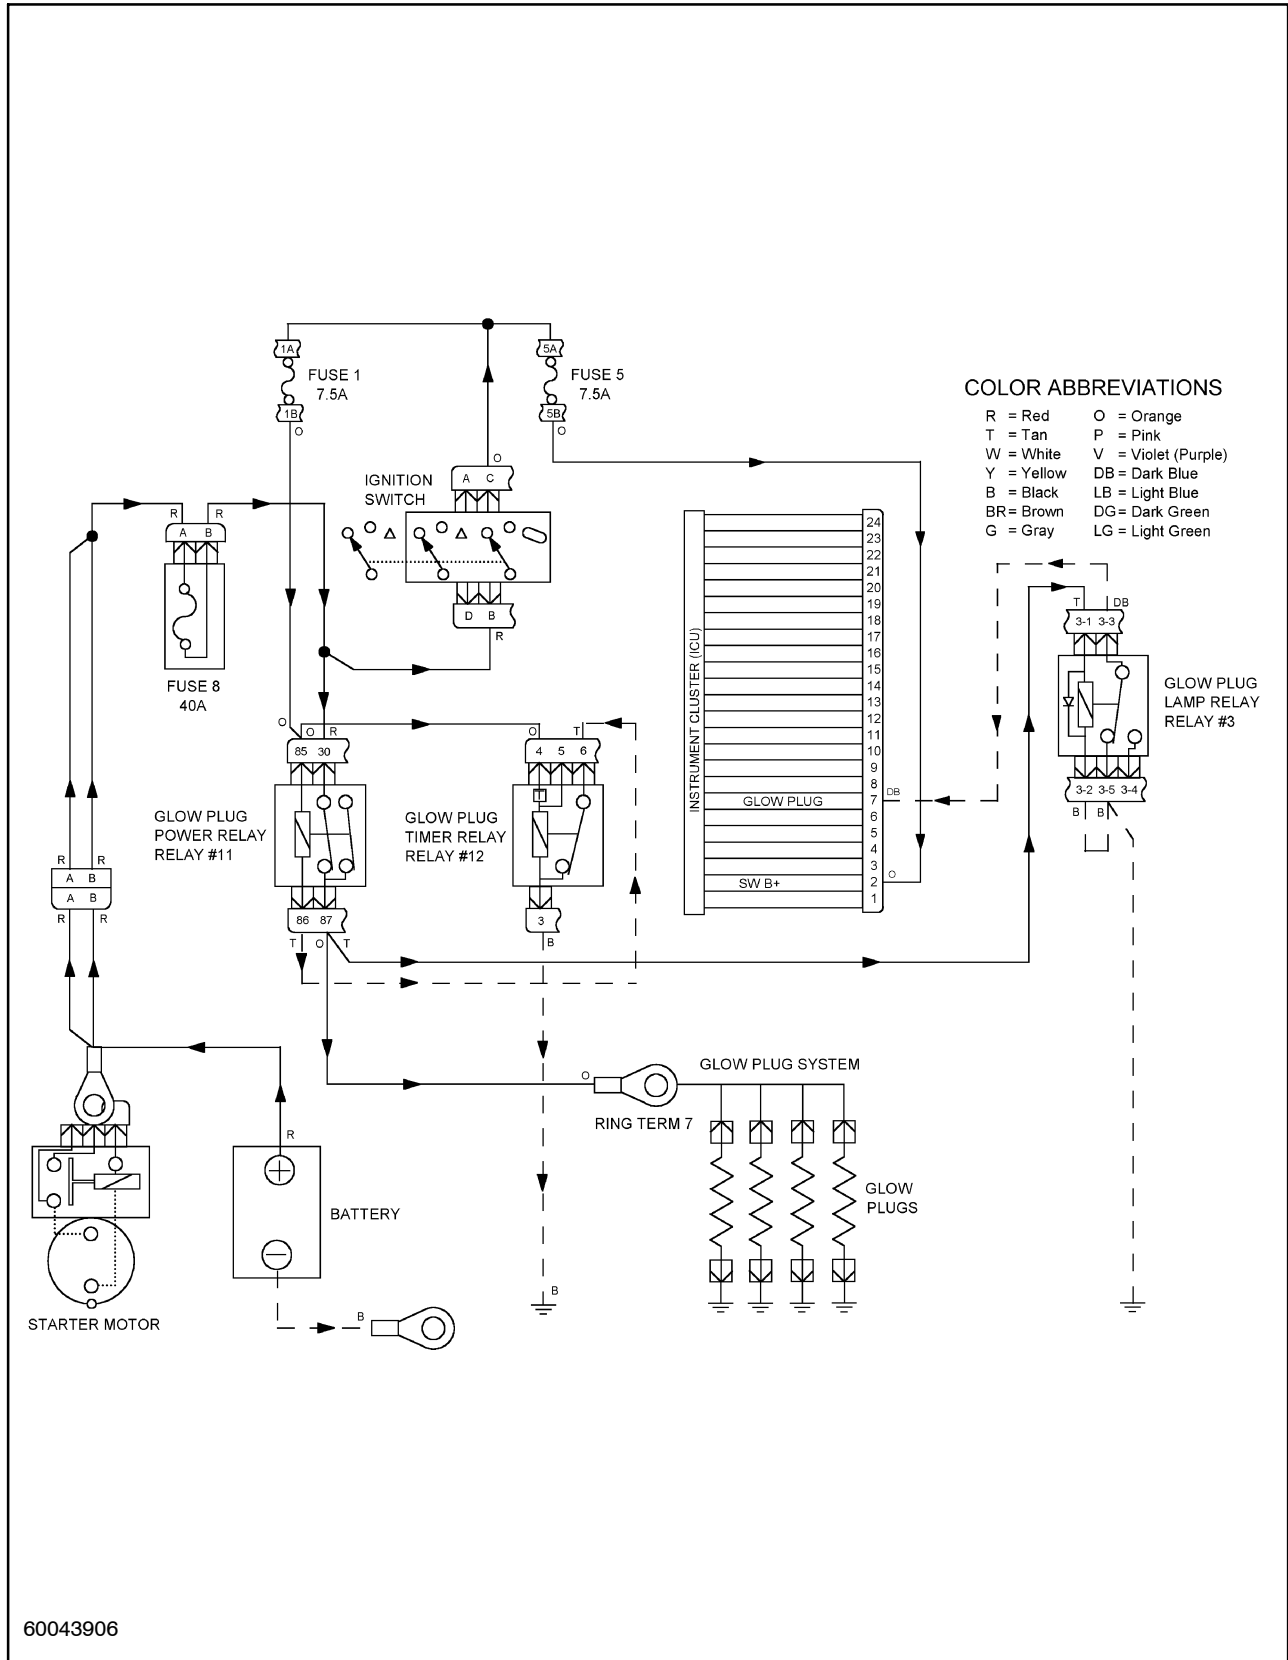 1A
FUSE 1
7.5A
1B
O
5A
FUSE 5
7.5A
5B
O
COLOR ABBREVIATIONS
R = Red
T = Tan
W = White
Y = Yellow
B = Black
BR= Brown
G = Gray
O = Orange
P = Pink
V = Violet (Purple)
DB = Dark Blue
LB = Light Blue
DG= Dark Green
LG = Light Green
IGNITION
SWITCH
O
A C
D B
R
R R
A B
FUSE 8
40A
INSTRUMENT CLUSTER (ICU)
24
23
22
21
20
19
18
17
16
15
14
13
12
11
10
9
8
GLOW PLUG 7 DB
6
5
4
3
SW B+ 2 O
1
T DB
3-1 3-3
GLOW PLUG
LAMP RELAY
RELAY #3
3-2 3-5 3-4
B B
O O R
85 30
GLOW PLUG
POWER RELAY
RELAY #11
86 87
T O T
O T
4 5 6
GLOW PLUG
TIMER RELAY
RELAY #12
3
B
R R
A B
A B
R R
GLOW PLUG SYSTEM
O
RING TERM 7
GLOW
PLUGS
R
BATTERY
B
B
STARTER MOTOR
60043906